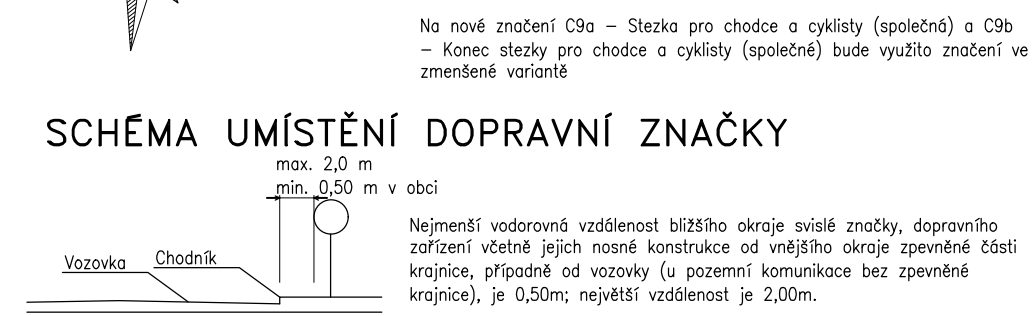 Na nové značení C9a – Stezka pro chodce a cyklisty (společná) a C9b
– Konec stezky pro chodce a cyklisty (společné) bude využito značení ve
zmenšené variantě
SCHÉMA UMÍSTĚNÍ DOPRAVNÍ ZNAČKY
max. 2,0 m
min. 0,50 m v obci
Vozovka
Chodník
Nejmenší vodorovná vzdálenost bližšího okraje svislé značky, dopravního
zařízení včetně jejich nosné konstrukce od vnějšího okraje zpevněné části
krajnice, případně od vozovky (u pozemní komunikace bez zpevněné
krajnice), je 0,50m; největší vzdálenost je 2,00m.